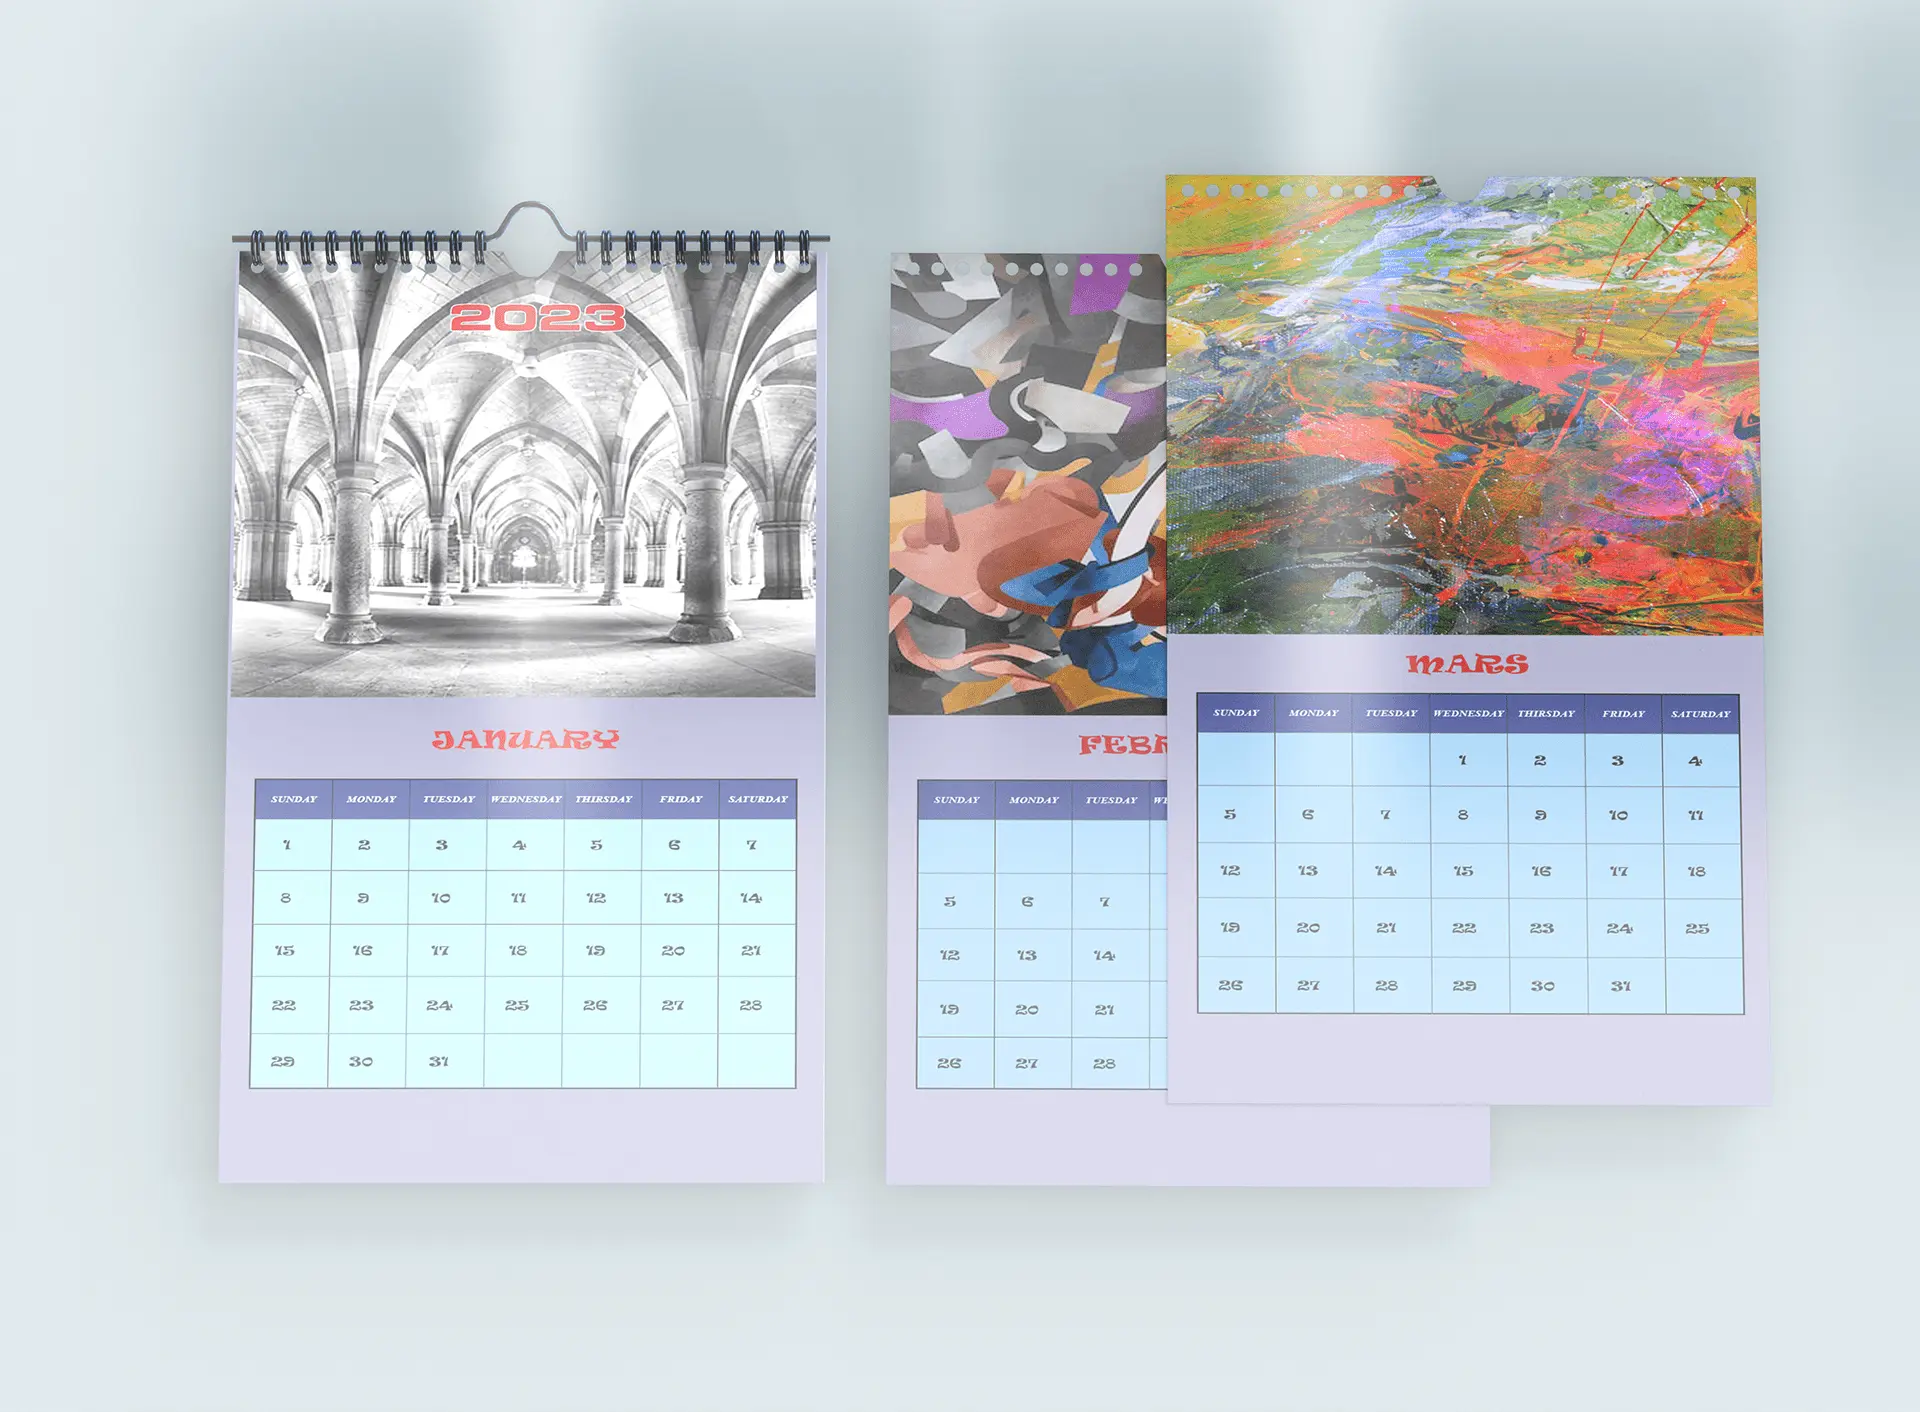 2023
JANUARY
SUNDAY MONDAY TUESDAY WEDNESDAY THIRSDAY FRIDAY SATURDAY
1 2 3 4 5 6 7
8 9 10 11 12 13 14
15 16 17 18 19 20 21
22 23 24 25 26 27 28
29 30 31
FEBR
SUNDAY MONDAY TUESDAY WE
5 6 7
12 13 14
19 20 21
26 27 28
MARS
SUNDAY MONDAY TUESDAY WEDNESDAY THIRSDAY FRIDAY SATURDAY
1 2 3 4
5 6 7 8 9 10 11
12 13 14 15 16 17 18
19 20 21 22 23 24 25
26 27 28 29 30 31